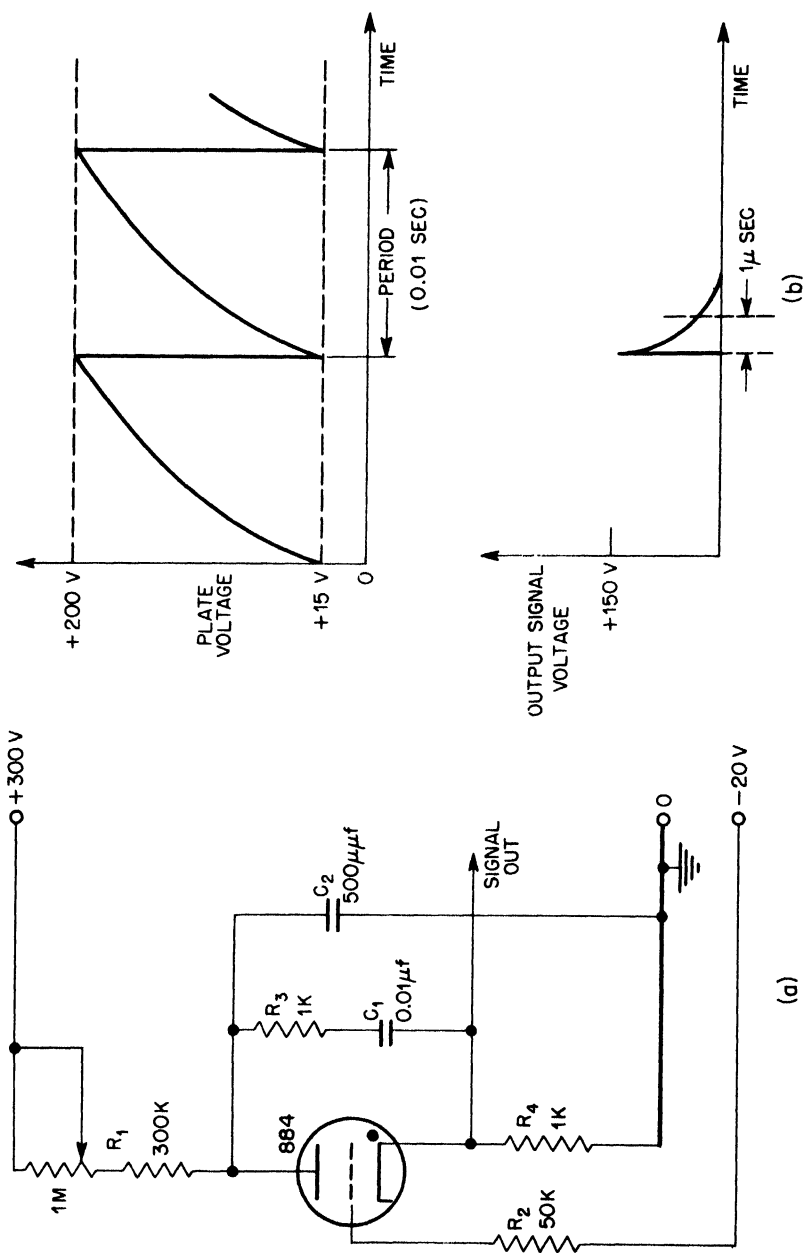 +300 V
1M
R1
300K
884
R3
1K
C1
0.01μf
C2
500μμf
SIGNAL
OUT
R4
1K
0
R2
50K
-20 V
(a)
+200 V
PLATE
VOLTAGE
+15 V
0
TIME
PERIOD
(0.01 SEC)
OUTPUT SIGNAL
VOLTAGE
+150 V
TIME
1μ SEC
(b)